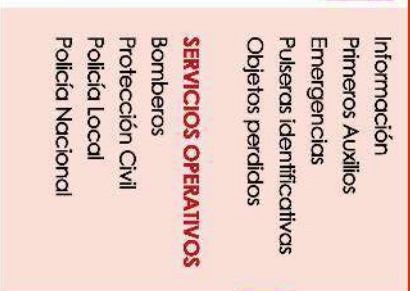 Información
Primeros Auxilios
Emergencias
Pulseras identificativas
Objetos perdidos
SERVICIOS OPERATIVOS
Bomberos
Protección Civil
Policía Local
Policía Nacional